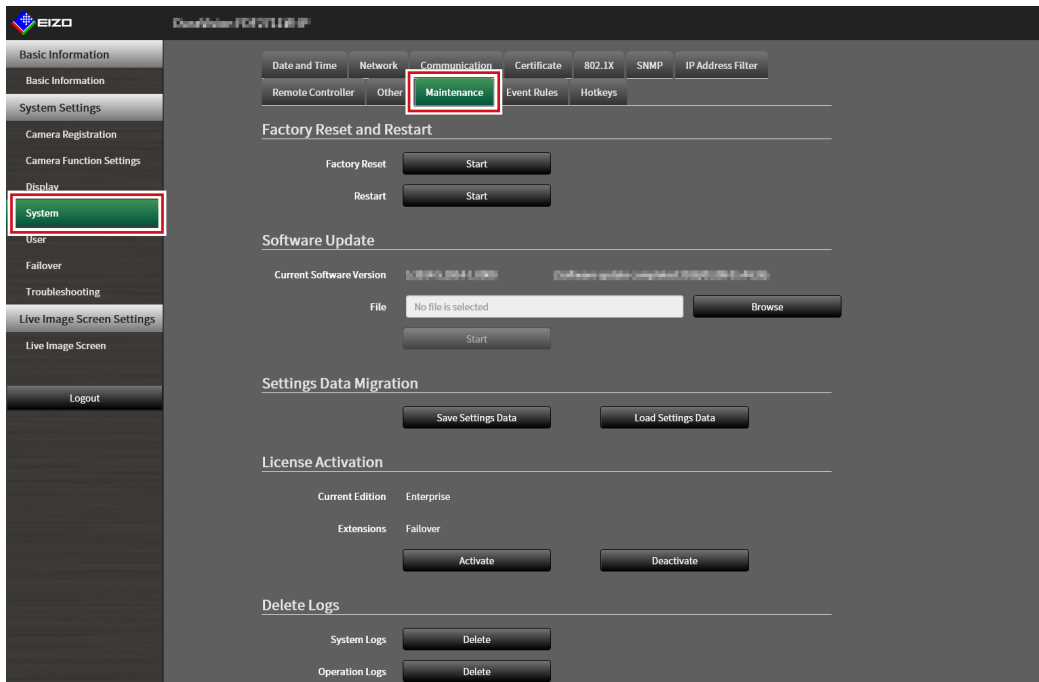 EIZO
Basic Information
Basic Information
System Settings
Camera Registration
Camera Function Settings
Display
System
User
Failover
Troubleshooting
Live Image Screen Settings
Live Image Screen
Logout
Date and Time Network Communication Certificate 802.1X SNMP IP Address Filter
Remote Controller Other Maintenance Event Rules Hotkeys
Factory Reset and Restart
Factory Reset Start
Restart Start
Software Update
Current Software Version
File No file is selected Browse
Start
Settings Data Migration
Save Settings Data Load Settings Data
License Activation
Current Edition Enterprise
Extensions Failover
Activate Deactivate
Delete Logs
System Logs Delete
Operation Logs Delete